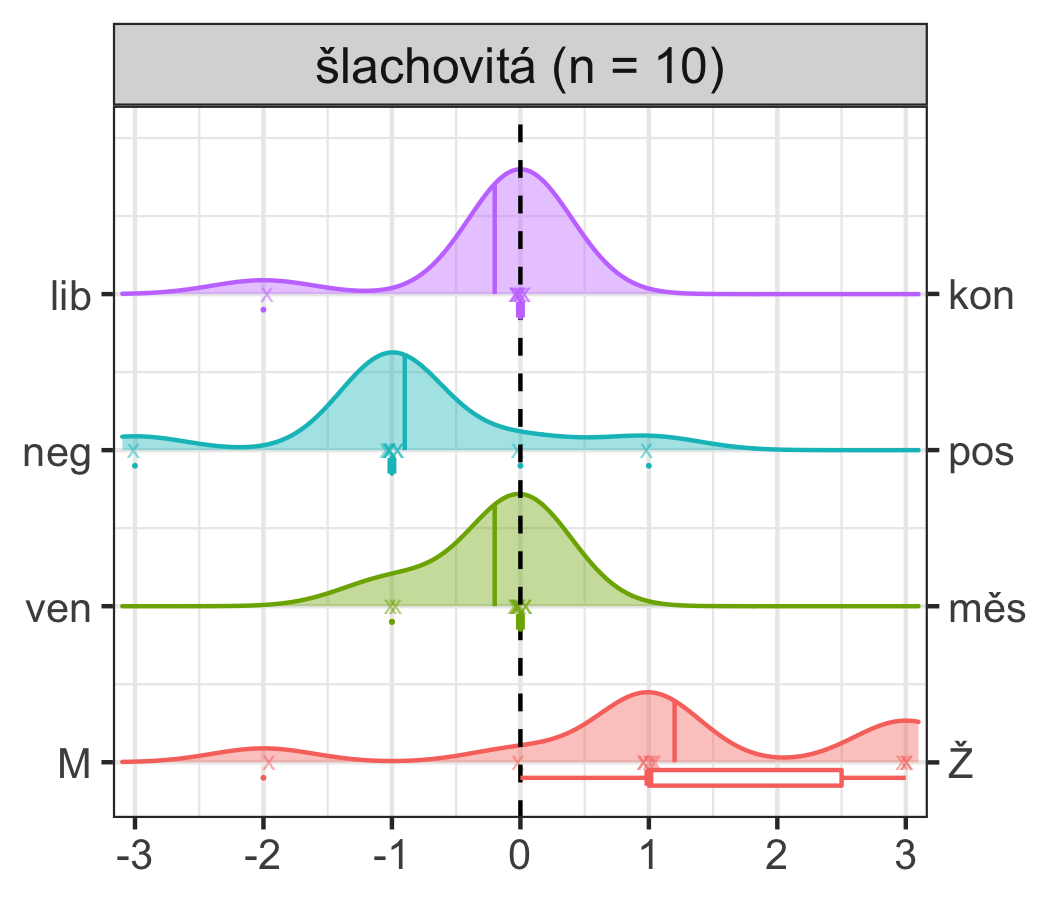 šlachovitá (n = 10)
lib kon
neg pos
ven měs
M Ž
-3 -2 -1 0 1 2 3